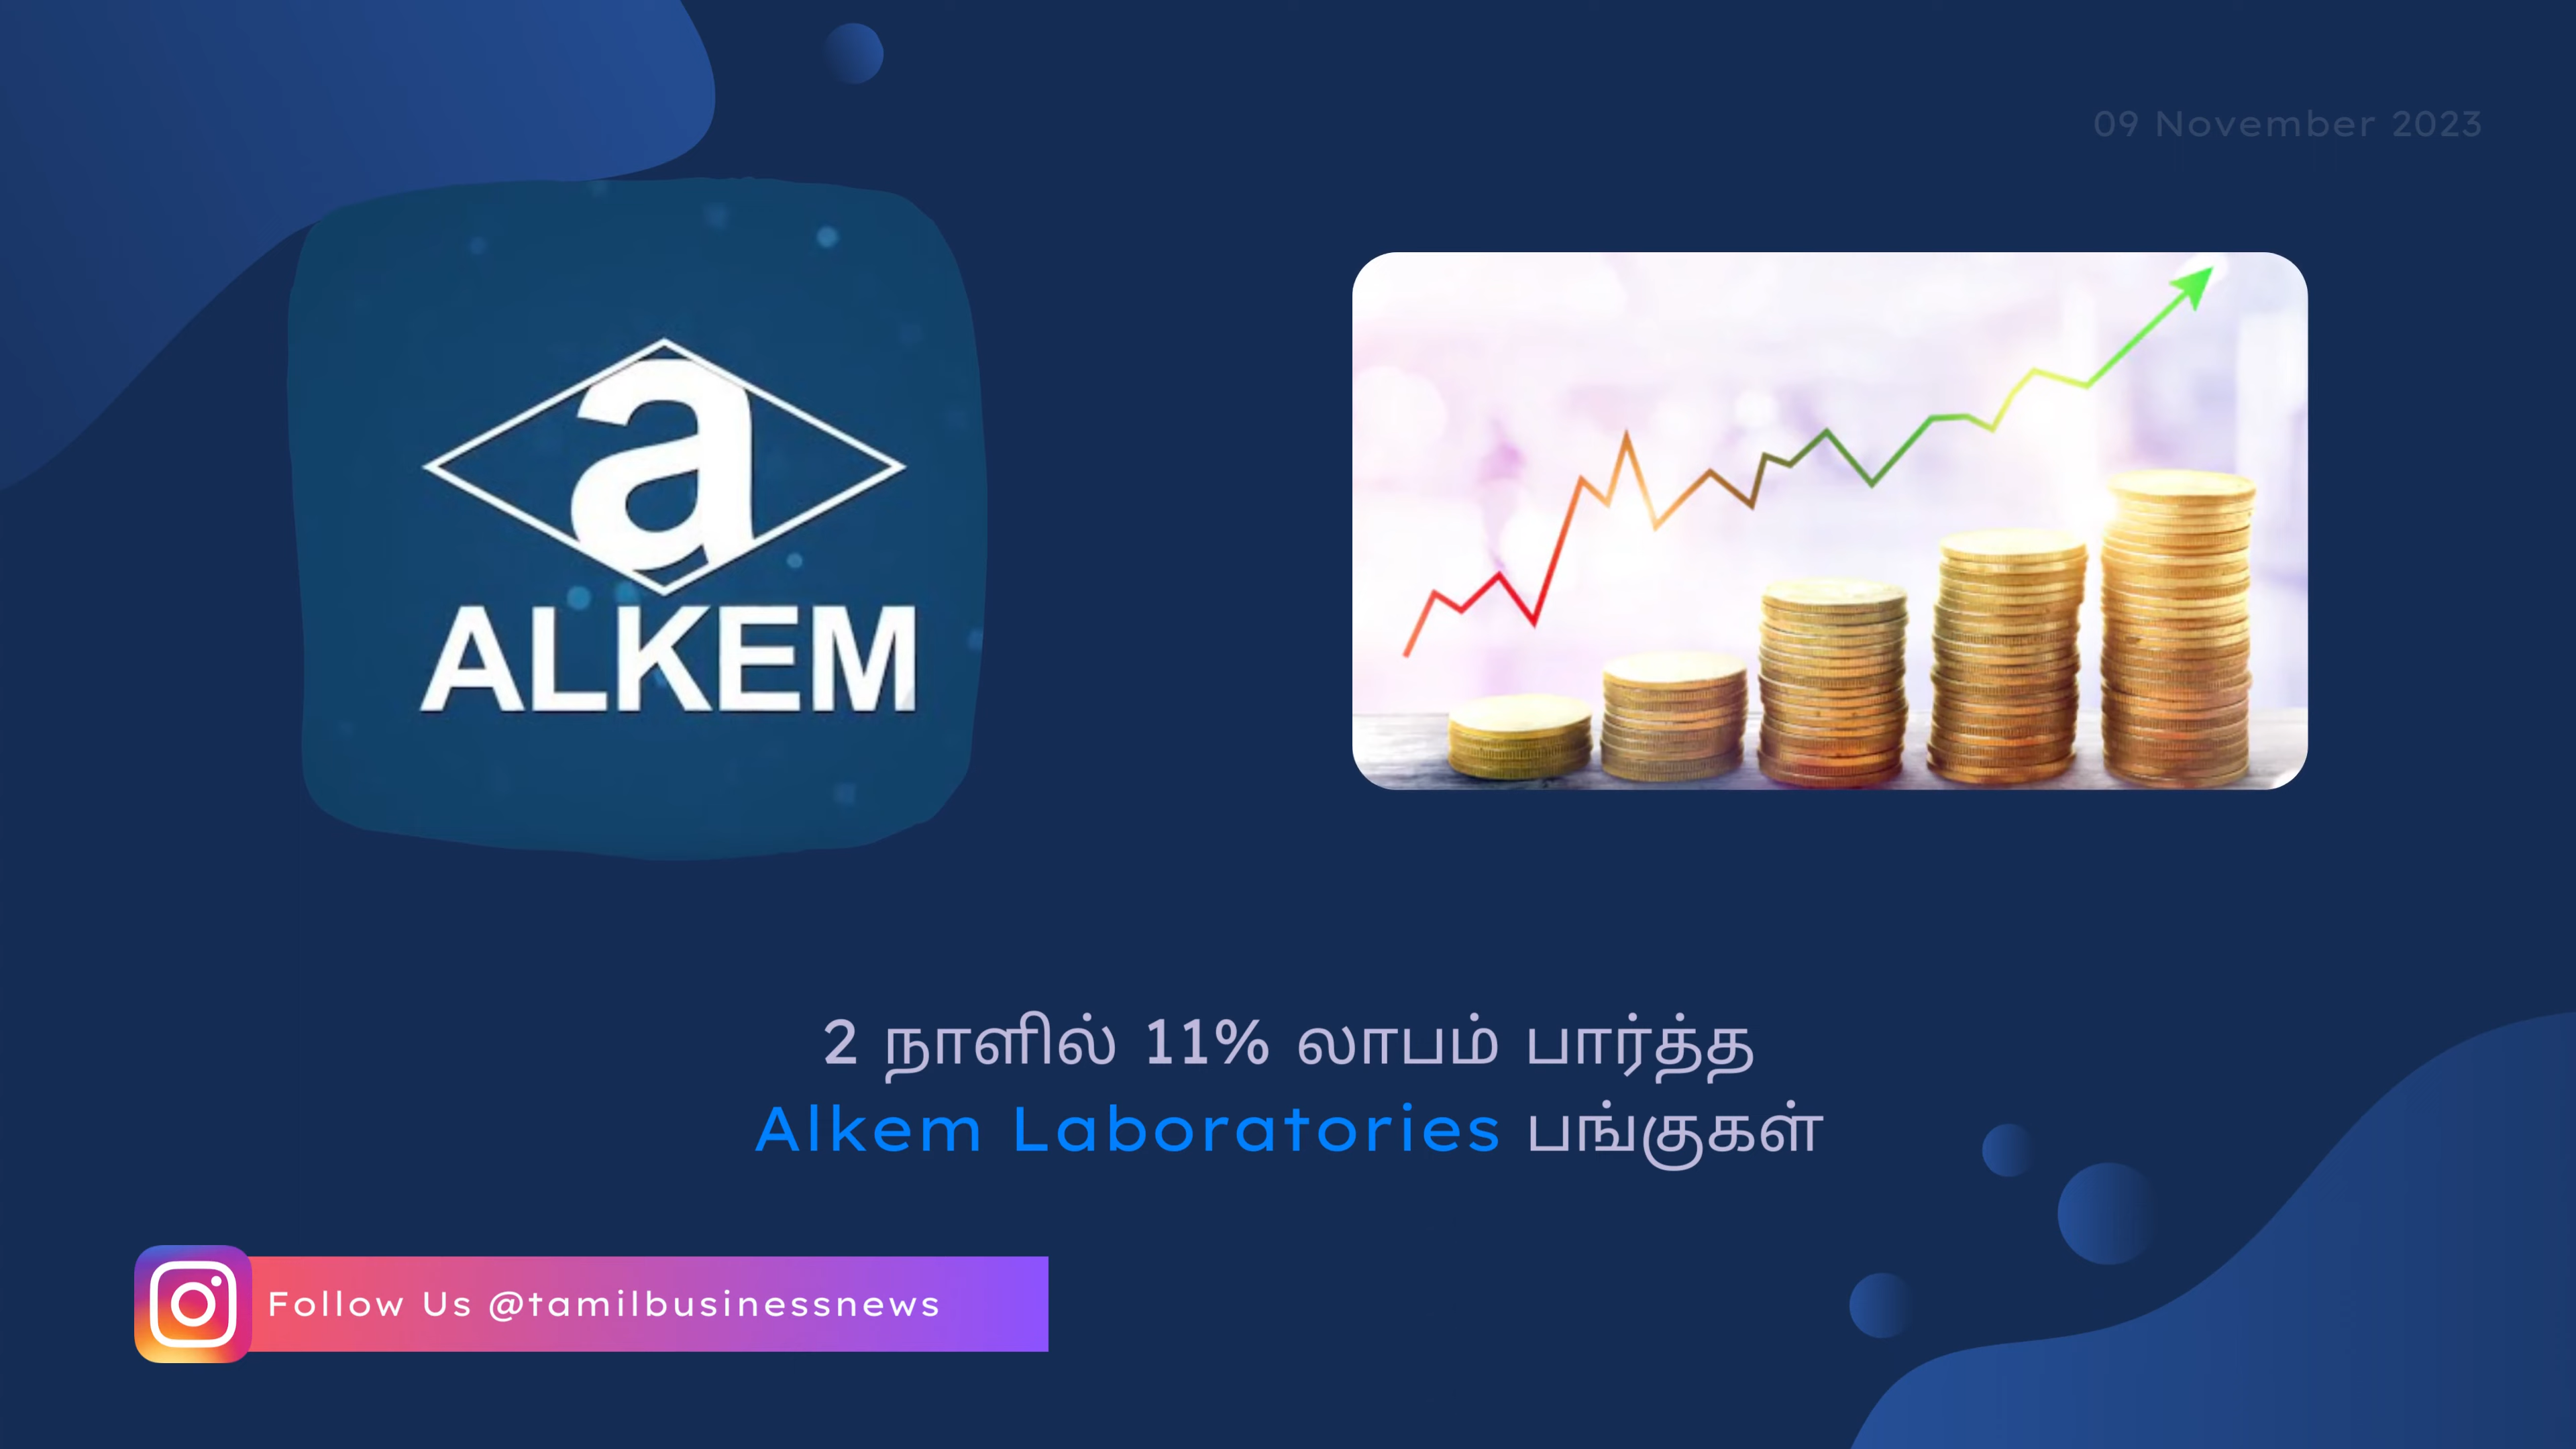 09 November 2023
a
ALKEM
2 நாளில் 11% லாபம் பார்த்த
Alkem Laboratories பங்குகள்
Follow Us @tamilbusinessnews